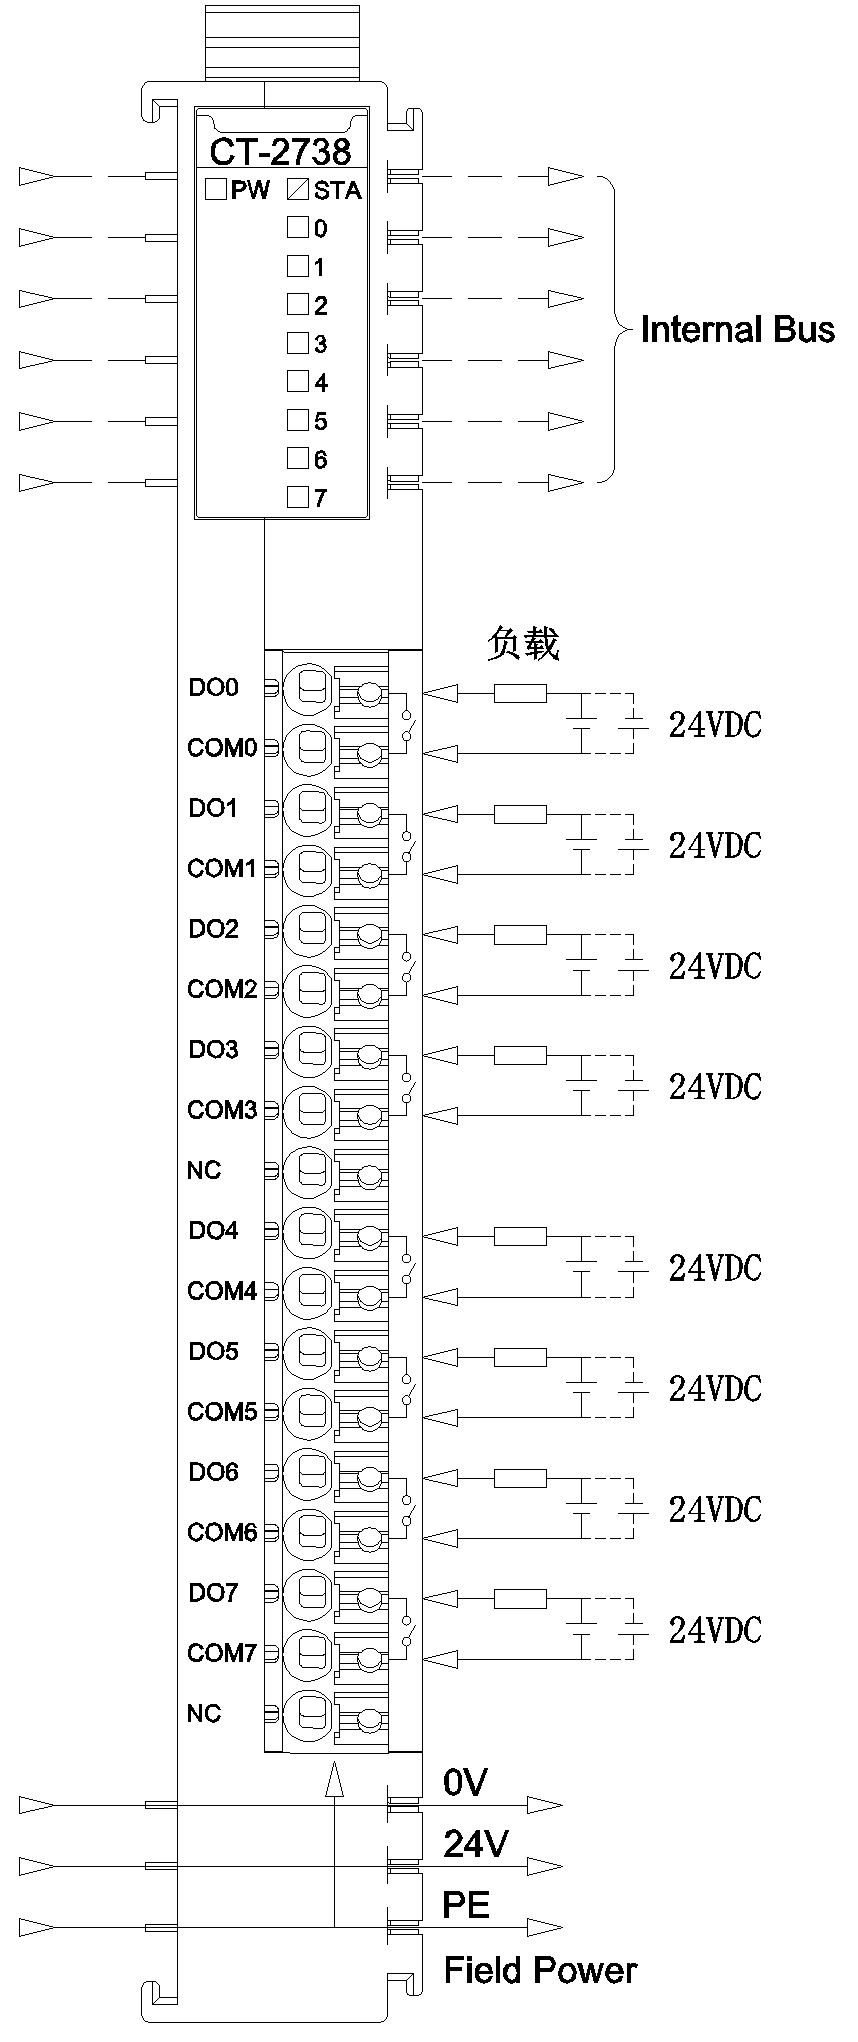 CT-2738
PW STA
0
1
2
3
4
5
6
7
Internal Bus
负载
DO0
24VDC
COM0
DO1
24VDC
COM1
DO2
24VDC
COM2
DO3
24VDC
COM3
NC
DO4
24VDC
COM4
DO5
24VDC
COM5
DO6
24VDC
COM6
DO7
24VDC
COM7
NC
0V
24V
PE
Field Power